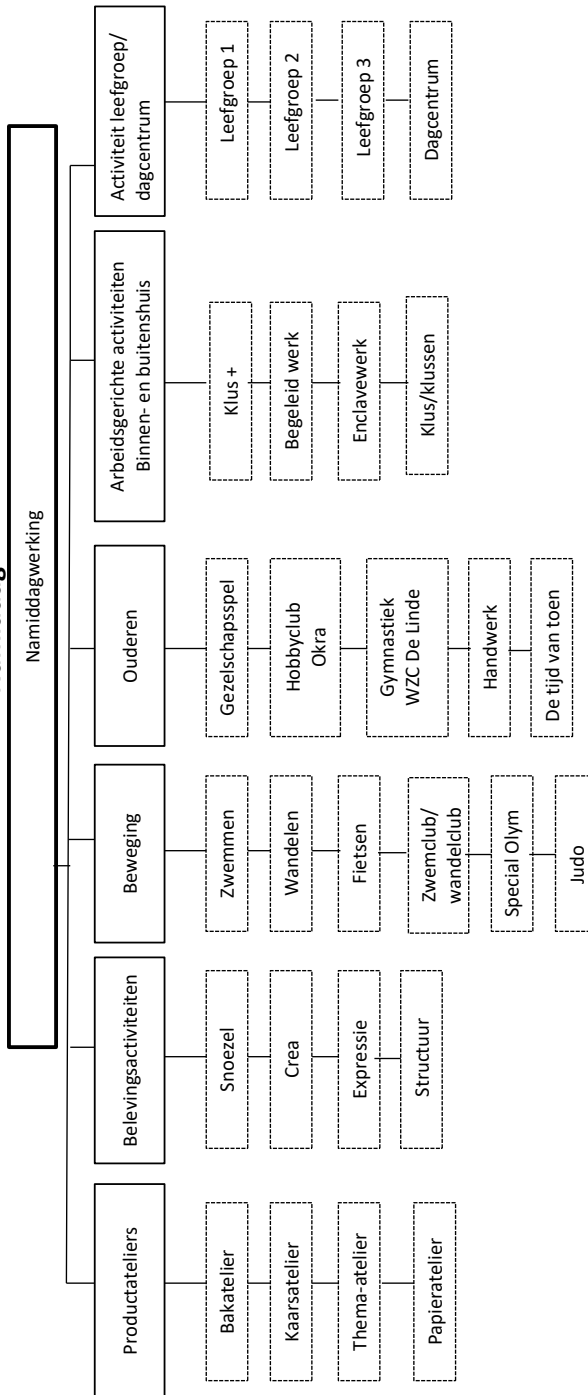 Namiddagwerking
Productateliers
Bakatelier
Kaarsatelier
Thema-atelier
Papieratelier
Belevingsactiviteiten
Snoezel
Crea
Expressie
Structuur
Beweging
Zwemmen
Wandelen
Fietsen
Zwemclub/
wandelclub
Special Olym
Judo
Ouderen
Gezelschapsspel
Hobbyclub
Okra
Gymnastiek
WZC De Linde
Handwerk
De tijd van toen
Arbeidsgerichte activiteiten
Binnen- en buitenshuis
Klus +
Begeleid werk
Enclavewerk
Klus/klussen
Activiteit leefgroep/
dagcentrum
Leefgroep 1
Leefgroep 2
Leefgroep 3
Dagcentrum